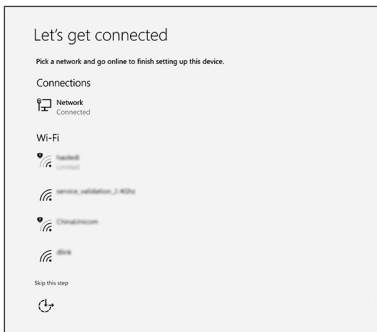 Let's get connected
Pick a network and go online to finish setting up this device.
Connections
Network
Connected
Wi-Fi
Limited
service_validation_2.4Ghz
ChinaUnicom
dlink
Skip this step